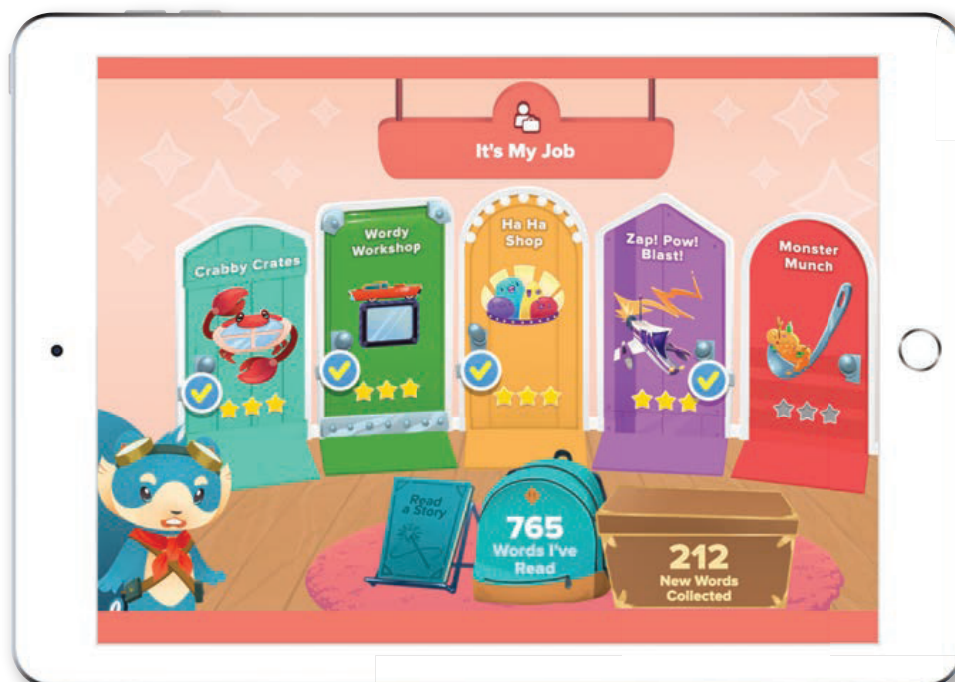 It's My Job
Crabby Crates
Wordy
Workshop
Ha Ha
Shop
Zap! Pow!
Blast!
Monster
Munch
Read
a Story
765
Words I've
Read
212
New Words
Collected